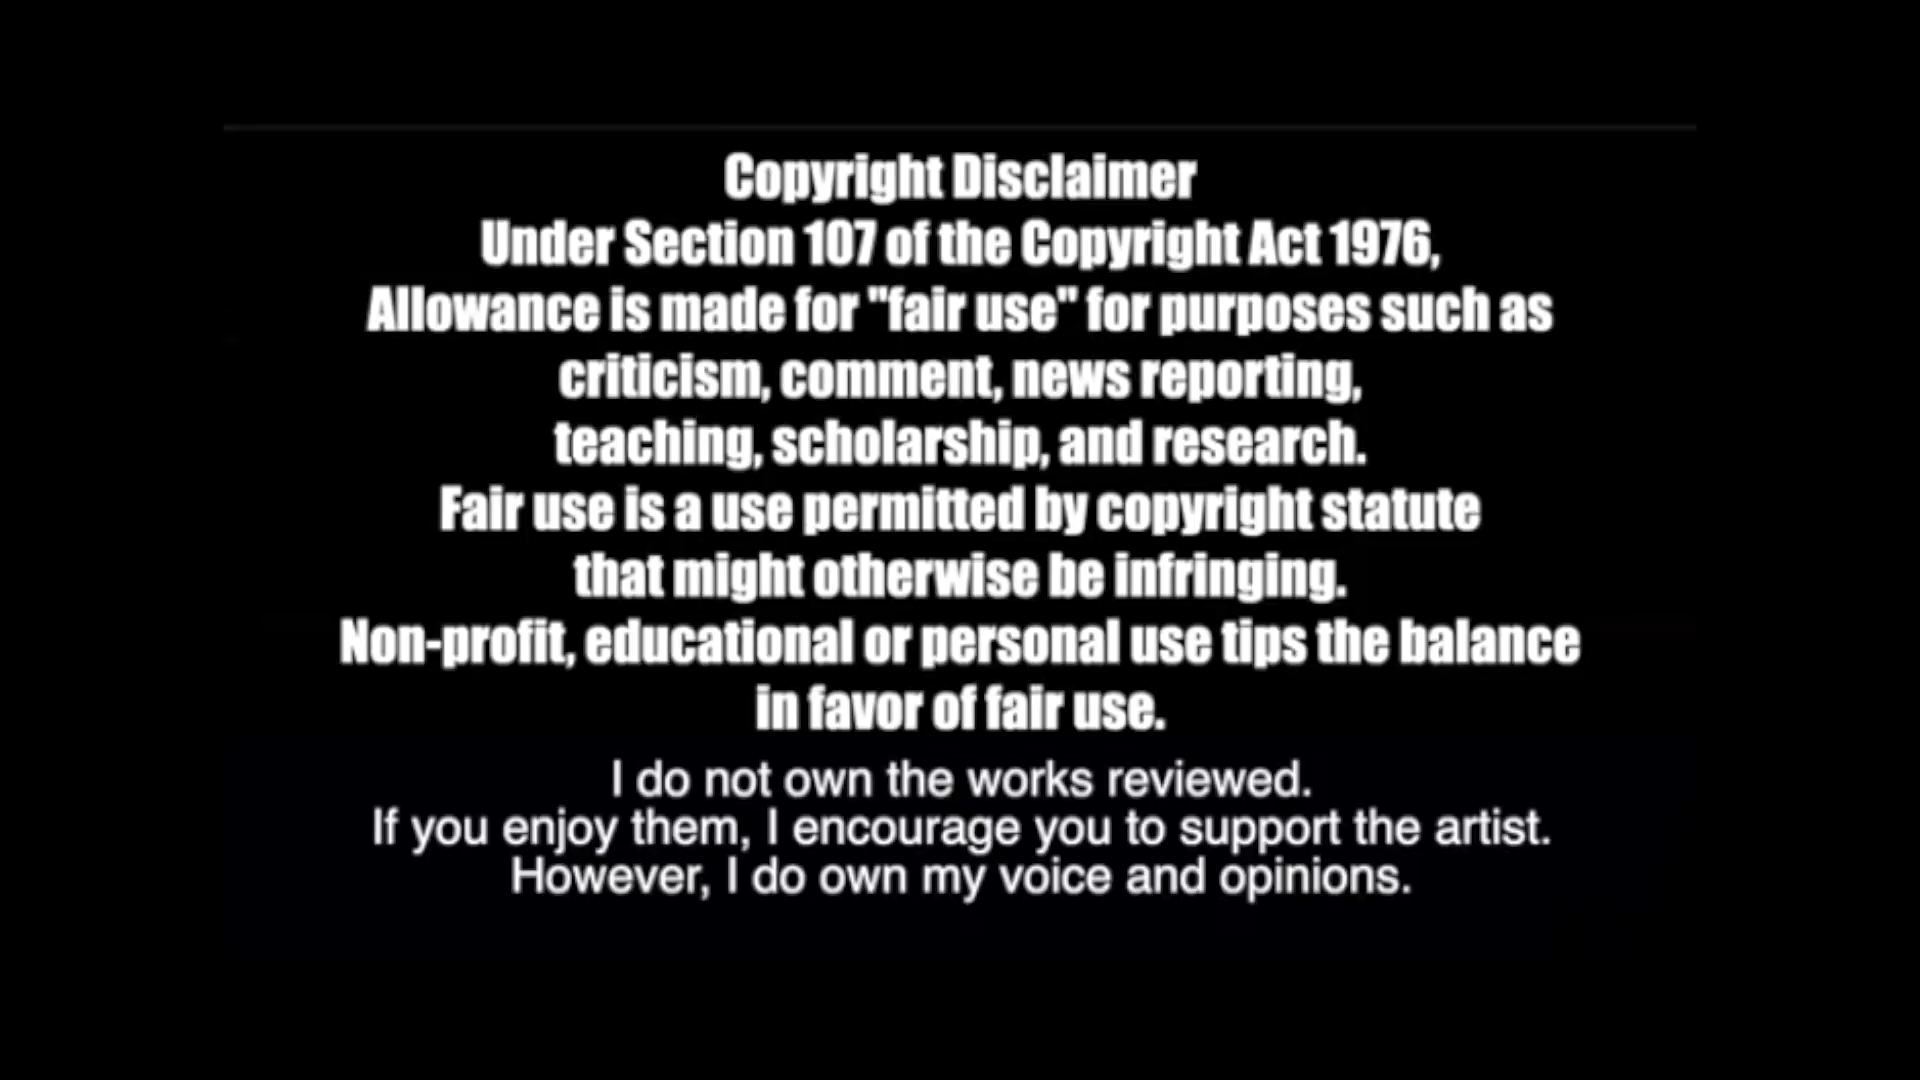 Copyright Disclaimer
Under Section 107 of the Copyright Act 1976,
Allowance is made for "fair use" for purposes such as
criticism, comment, news reporting,
teaching, scholarship, and research.
Fair use is a use permitted by copyright statute
that might otherwise be infringing.
Non-profit, educational or personal use tips the balance
in favor of fair use.
I do not own the works reviewed.
If you enjoy them, I encourage you to support the artist.
However, I do own my voice and opinions.